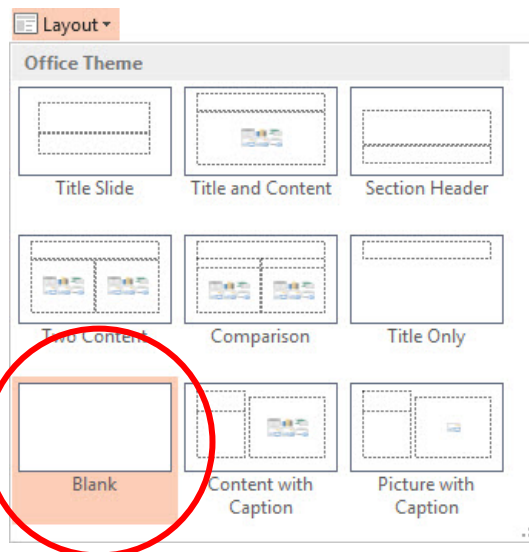 Layout
Office Theme
Title Slide
Title and Content
Section Header
Two Content
Comparison
Title Only
Blank
Content with
Caption
Picture with
Caption